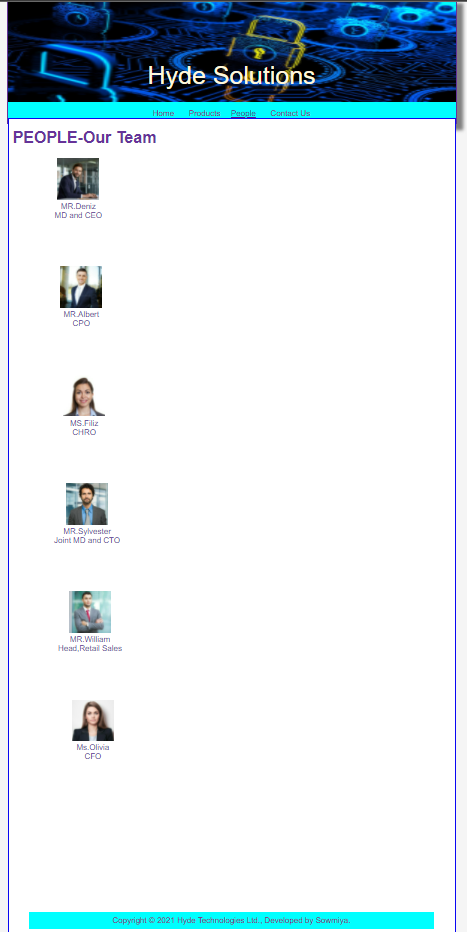 Hyde Solutions
Home Products People Contact Us
PEOPLE-Our Team
MR.Deniz
MD and CEO
MR.Albert
CPO
MS.Filiz
CHRO
MR.Sylvester
Joint MD and CTO
MR.William
Head,Retail Sales
Ms.Olivia
CFO
Copyright © 2021 Hyde Technologies Ltd., Developed by Sowmiya.